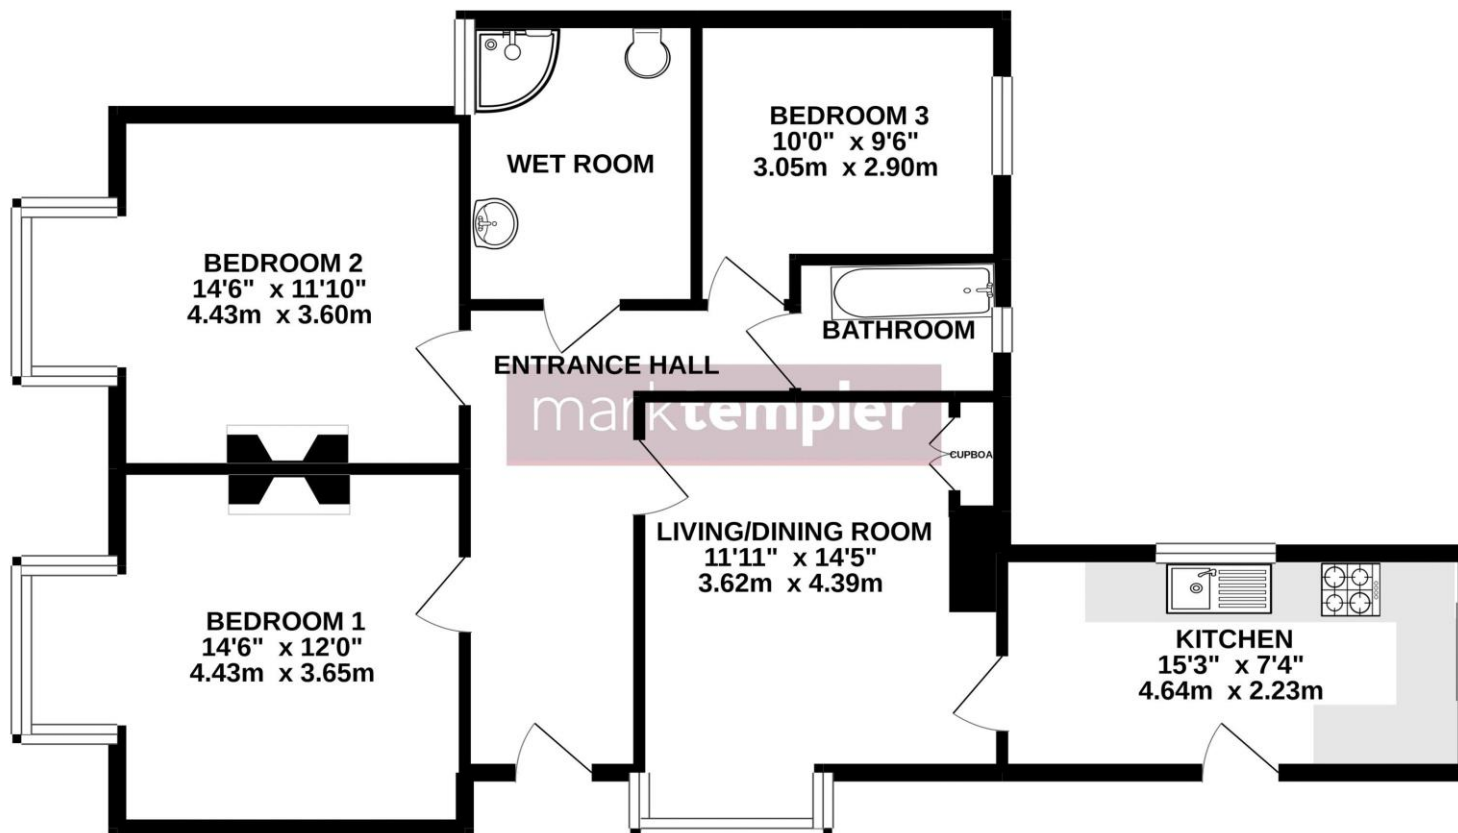 BEDROOM 3
10'0" x 9'6"
3.05m x 2.90m
WET ROOM
BEDROOM 2
14'6" x 11'10"
4.43m x 3.60m
BATHROOM
ENTRANCE HALL
marktempler
CUPBOA
LIVING/DINING ROOM
11'11" x 14'5"
3.62m x 4.39m
BEDROOM 1
14'6" x 12'0"
4.43m x 3.65m
KITCHEN
15'3" x 7'4"
4.64m x 2.23m